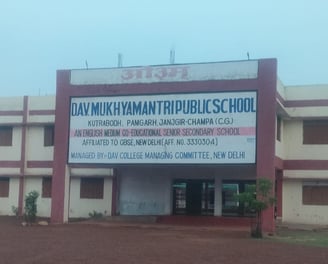 ओ३म्
DAV MUKHYAMANTRI PUBLIC SCHOOL
KUTRABODH, PAMGARH, JANJGIR-CHAMPA (C.G.)
AN ENGLISH MEDIUM CO-EDUCATIONAL SENIOR SECONDARY SCHOOL
AFFILIATED TO CBSE, NEW DELHI (AFF. NO. 3330304)
MANAGED BY-DAV COLLEGE MANAGING COMMITTEE, NEW DELHI